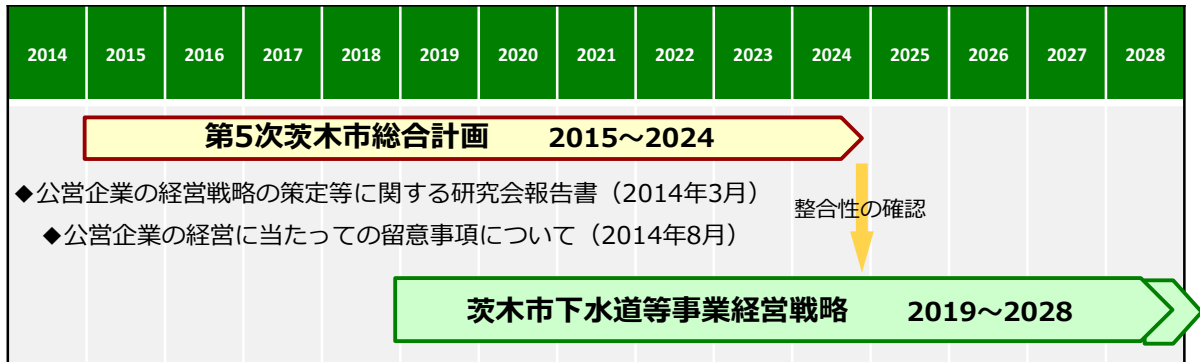 2014 2015 2016 2017 2018 2019 2020 2021 2022 2023 2024 2025 2026 2027 2028
第5次茨木市総合計画 2015～2024
◆公営企業の経営戦略の策定等に関する研究会報告書（2014年3月）
整合性の確認
◆公営企業の経営に当たっての留意事項について（2014年8月）
茨木市下水道等事業経営戦略 2019～2028